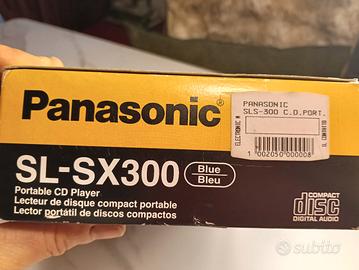 Panasonic®
PANASONIC
SLS-300 C.D.PORT.
ELECTRONIC M
1 002050 000008
SL-SX300
Blue
Bleu
Portable CD Player
Lecteur de disque compact portable
Lector portátil de discos compactos
COMPACT
disc
DIGITAL AUDIO
subito